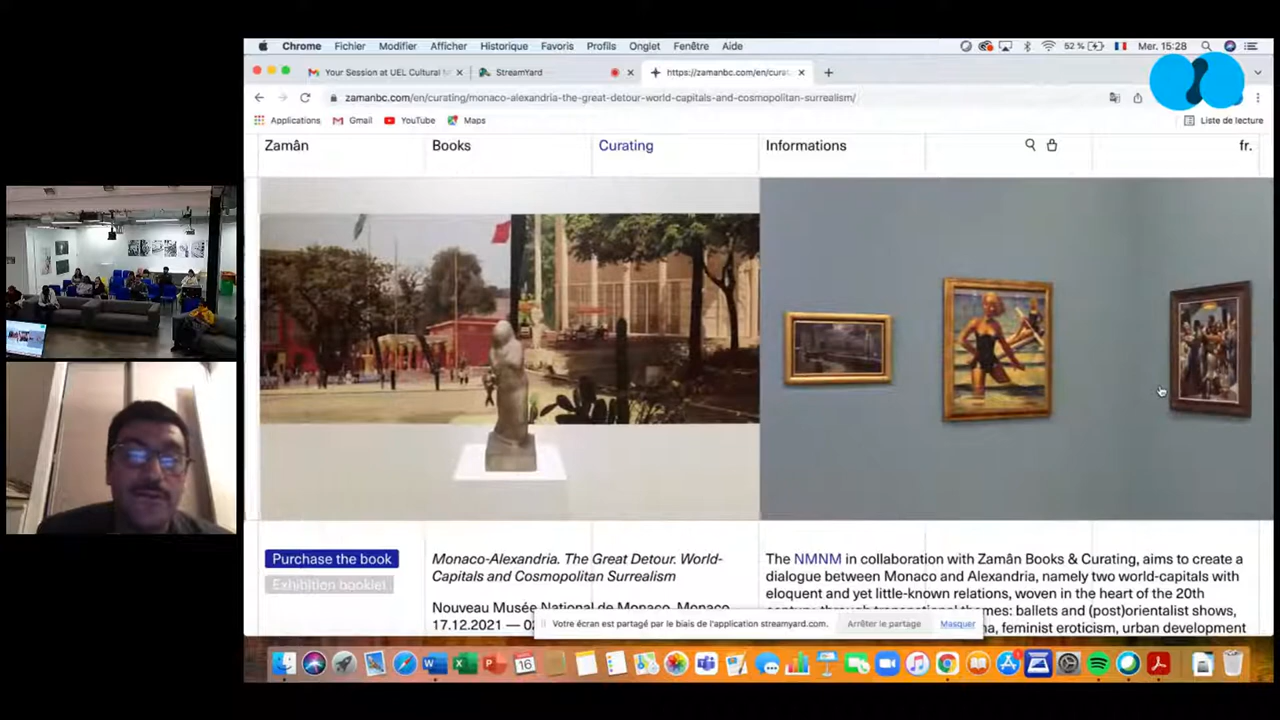 Chrome Fichier Modifier Afficher Historique Favoris Profils Onglet Fenêtre Aide 52 % Mer. 15:28
Your Session at UEL Cultural StreamYard https://zamanbc.com/en/cura
zamanbc.com/en/curating/monaco-alexandria-the-great-detour-world-capitals-and-cosmopolitan-surrealism/
Applications Gmail YouTube Maps Liste de lecture
Zamân Books Curating Informations fr.
Purchase the book
Exhibition booklet
Monaco-Alexandria. The Great Detour. World-
Capitals and Cosmopolitan Surrealism
Nouveau Musée National de Monaco, Monaco
17.12.2021 —
The NMNM in collaboration with Zamân Books & Curating, aims to create a
dialogue between Monaco and Alexandria, namely two world-capitals with
eloquent and yet little-known relations, woven in the heart of the 20th
century through transnational themes: ballets and (post)orientalist shows,
feminist eroticism, urban development
Votre écran est partagé par le biais de l'application streamyard.com. Arrêter le partage Masquer
16